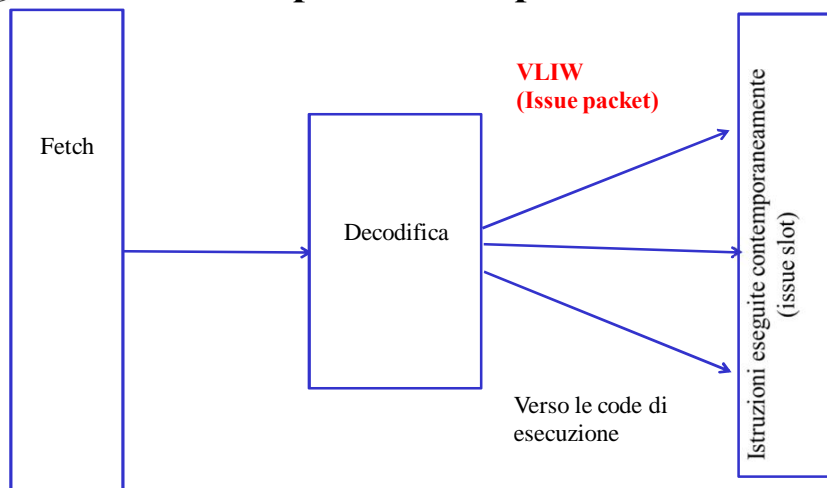 Fetch
Decodifica
VLIW
(Issue packet)
Verso le code di
esecuzione
Istruzioni eseguite contemporaneamente
(issue slot)